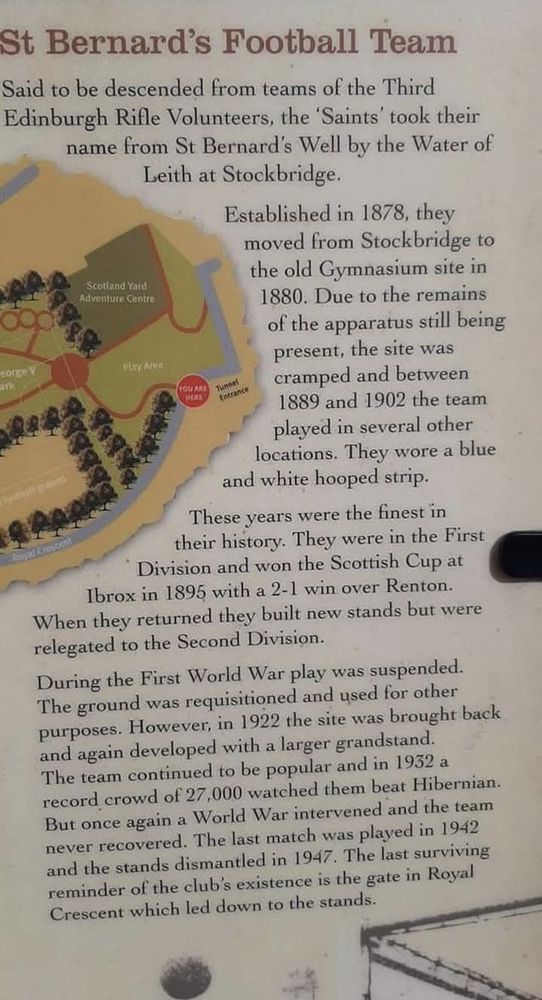 St Bernard's Football Team
Said to be descended from teams of the Third
Edinburgh Rifle Volunteers, the 'Saints' took their
name from St Bernard's Well by the Water of
Leith at Stockbridge.
Established in 1878, they
moved from Stockbridge to
the old Gymnasium site in
1880. Due to the remains
of the apparatus still being
present, the site was
cramped and between
1889 and 1902 the team
played in several other
locations. They wore a blue
and white hooped strip.
These years were the finest in
their history. They were in the First
Division and won the Scottish Cup at
Ibrox in 1895 with a 2-1 win over Renton.
When they returned they built new stands but were
relegated to the Second Division.
During the First World War play was suspended.
The ground was requisitioned and used for other
purposes. However, in 1922 the site was brought back
and again developed with a larger grandstand.
The team continued to be popular and in 1932 a
record crowd of 27,000 watched them beat Hibernian.
But once again a World War intervened and the team
never recovered. The last match was played in 1942
and the stands dismantled in 1947. The last surviving
reminder of the club's existence is the gate in Royal
Crescent which led down to the stands.
Scotland Yard
Adventure Centre
Play Area
eorge V
ark
YOU ARE
HERE
Tunnel
Entrance
football ground
Royal Crescent